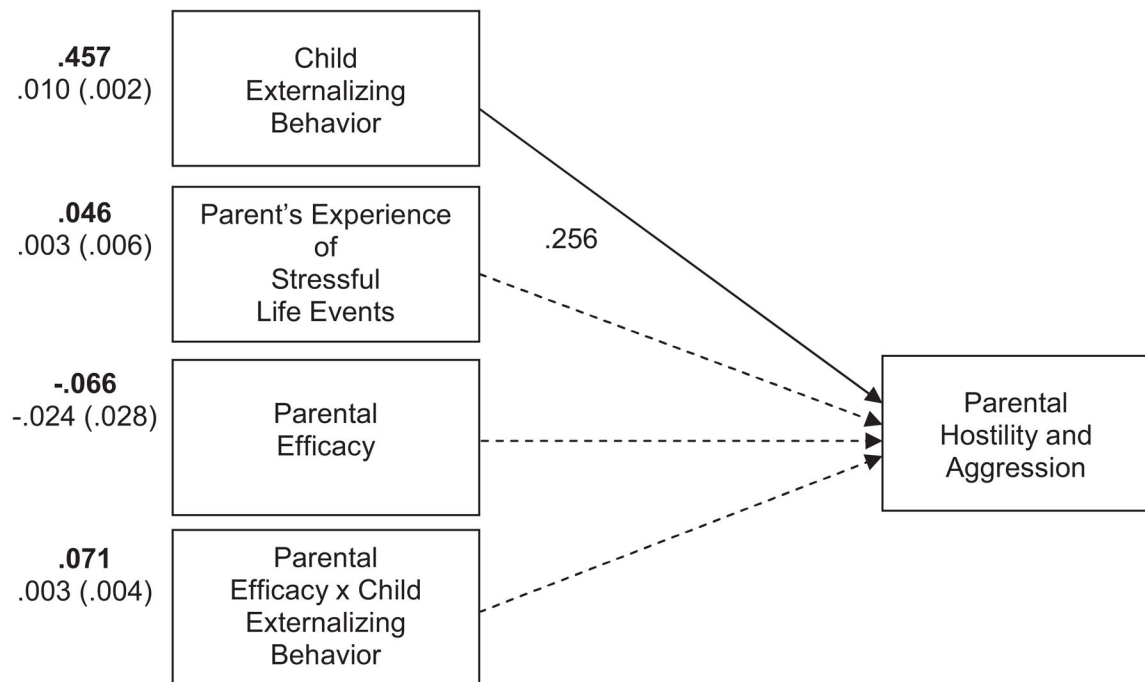 .457
.010 (.002)
Child
Externalizing
Behavior
.046
.003 (.006)
Parent’s Experience
of
Stressful
Life Events
.256
-.066
-.024 (.028)
Parental
Efficacy
Parental
Hostility and
Aggression
.071
.003 (.004)
Parental
Efficacy x Child
Externalizing
Behavior